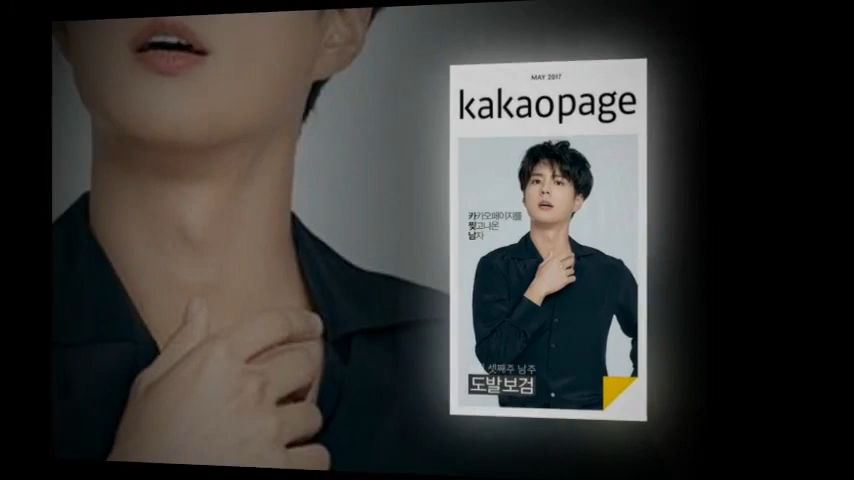 MAY 2017
kakaopage
카카오페이지를
찢고나온
남자
셋째주 남주
도발보검